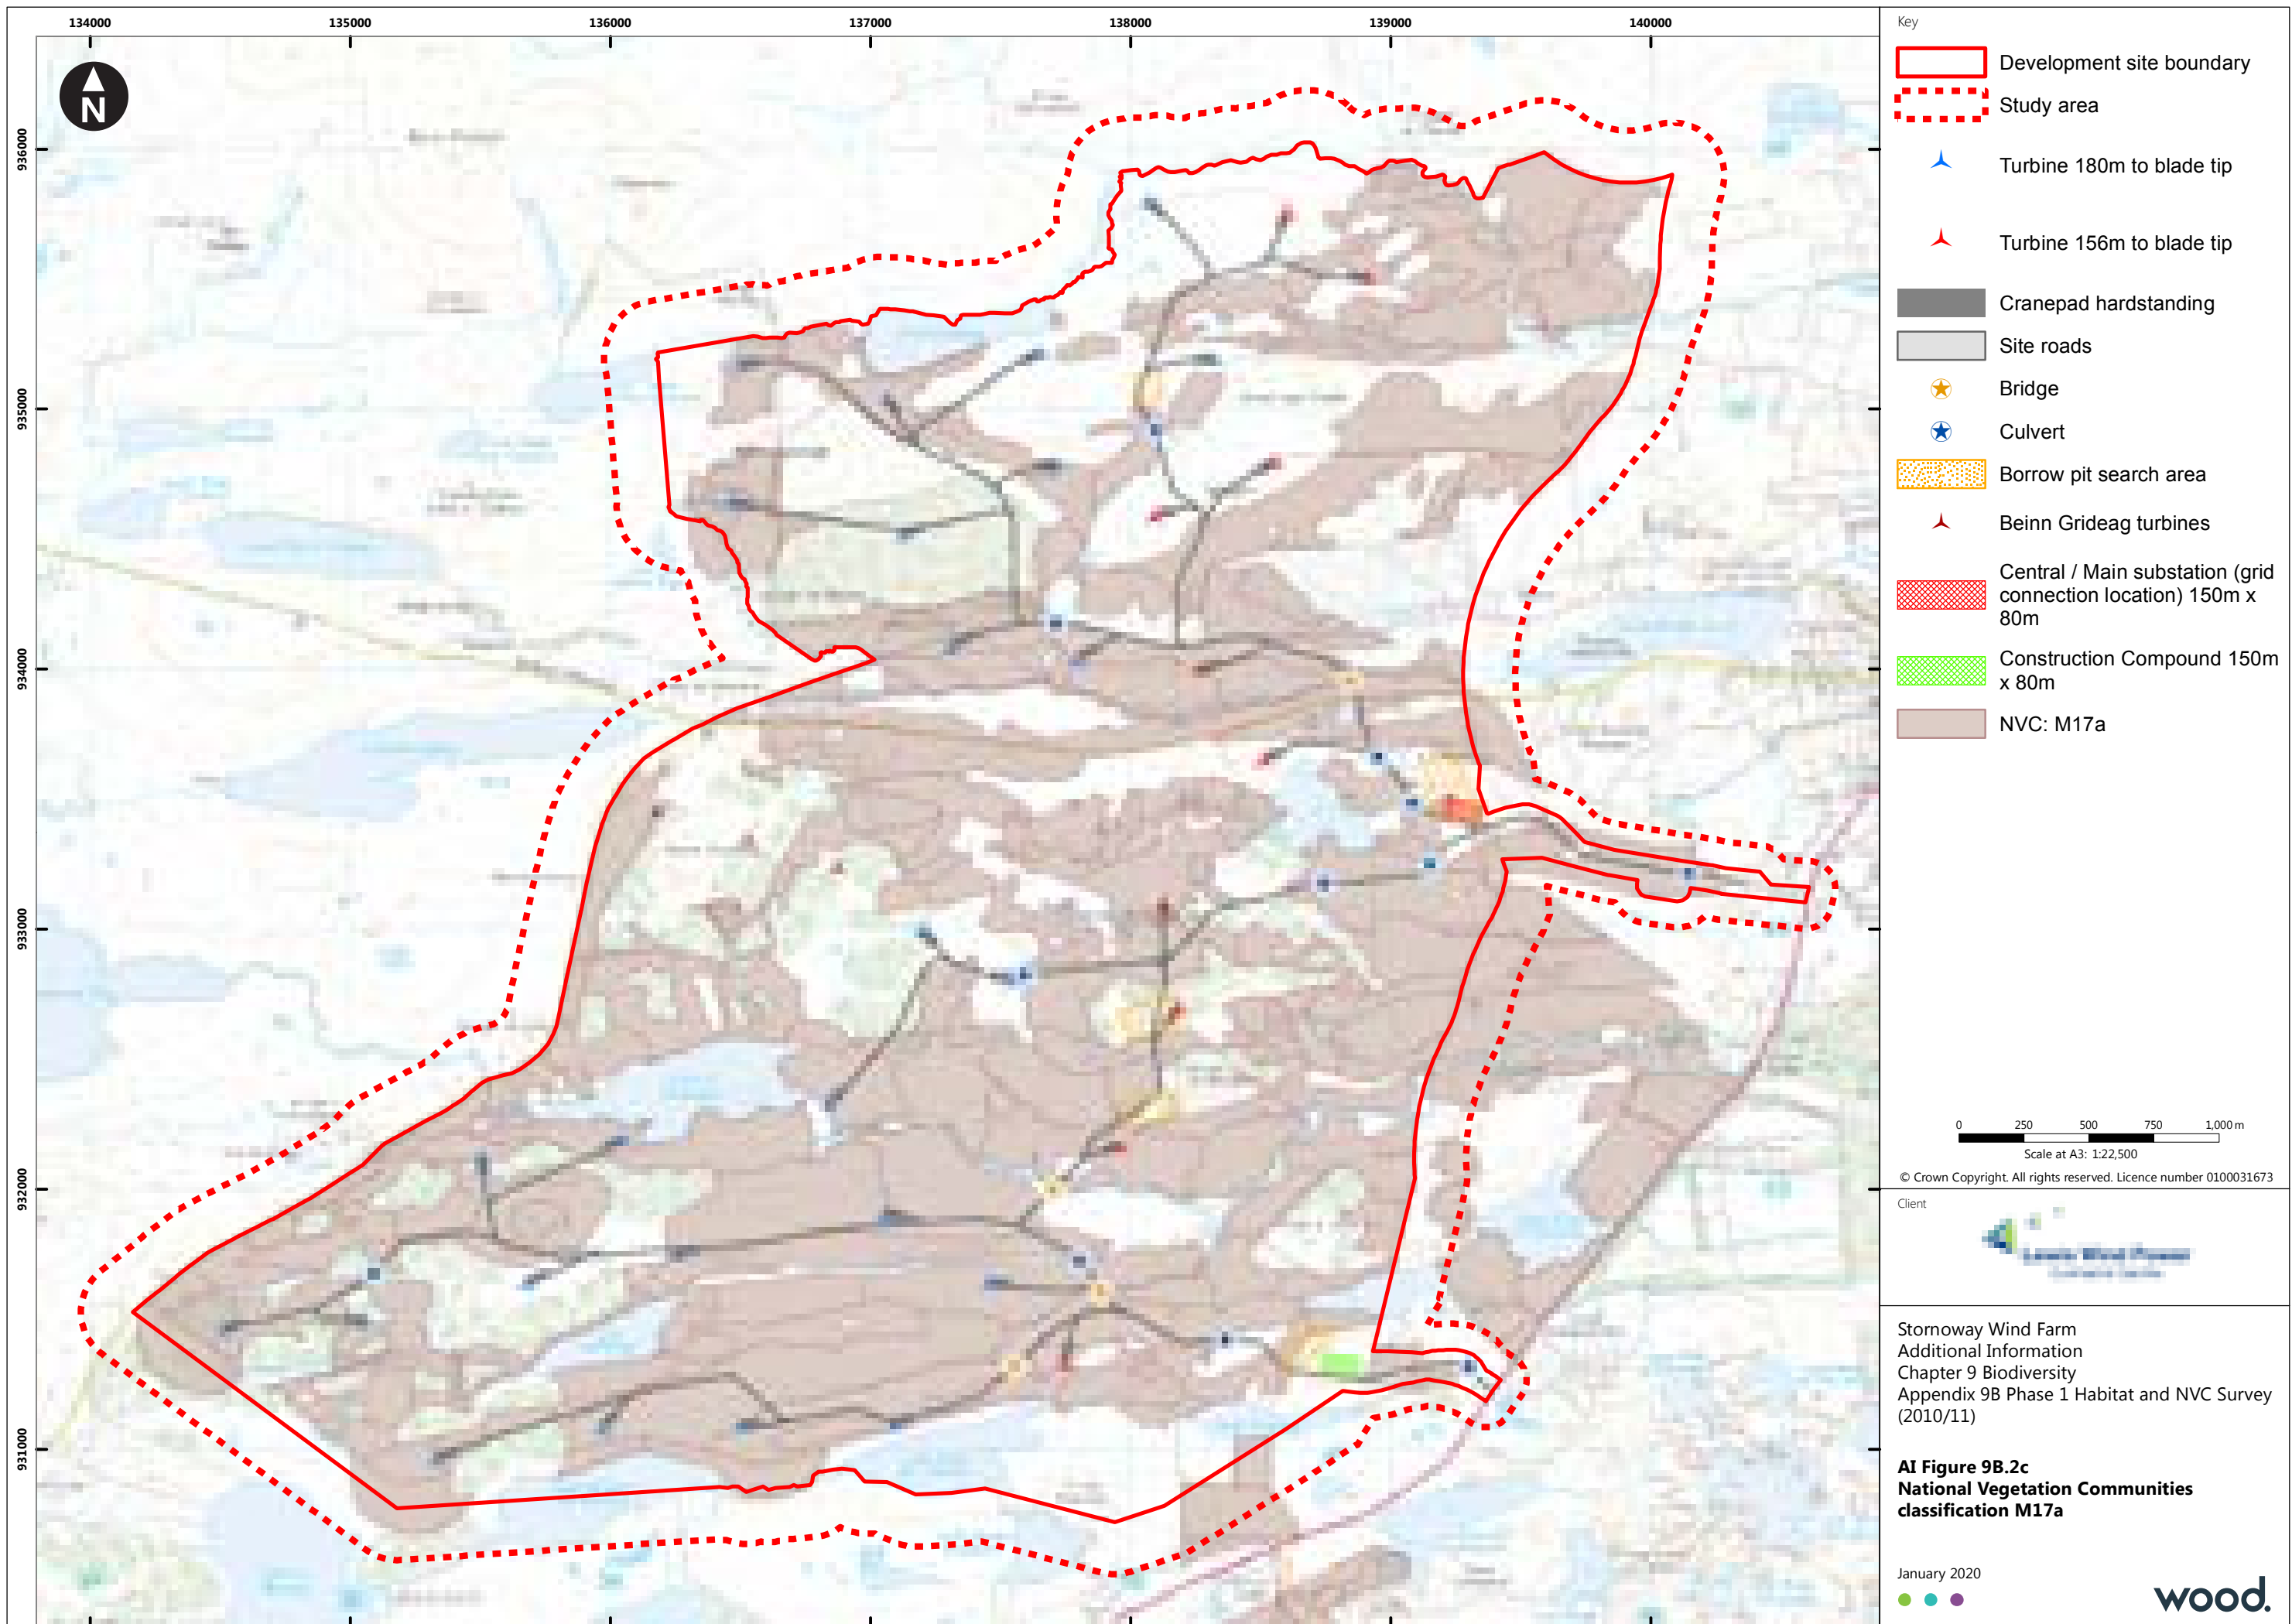 134000 135000 136000 137000 138000 139000 140000
936000
935000
934000
933000
932000
931000
N
Key
Development site boundary
Study area
Turbine 180m to blade tip
Turbine 156m to blade tip
Cranepad hardstanding
Site roads
Bridge
Culvert
Borrow pit search area
Beinn Grideag turbines
Central / Main substation (grid
connection location) 150m x
80m
Construction Compound 150m
x 80m
NVC: M17a
0 250 500 750 1,000 m
Scale at A3: 1:22,500
© Crown Copyright. All rights reserved. Licence number 0100031673
Client
Lewis Wind Power
Stornoway Wind Farm
Additional Information
Chapter 9 Biodiversity
Appendix 9B Phase 1 Habitat and NVC Survey
(2010/11)
AI Figure 9B.2c
National Vegetation Communities
classification M17a
January 2020
wood.